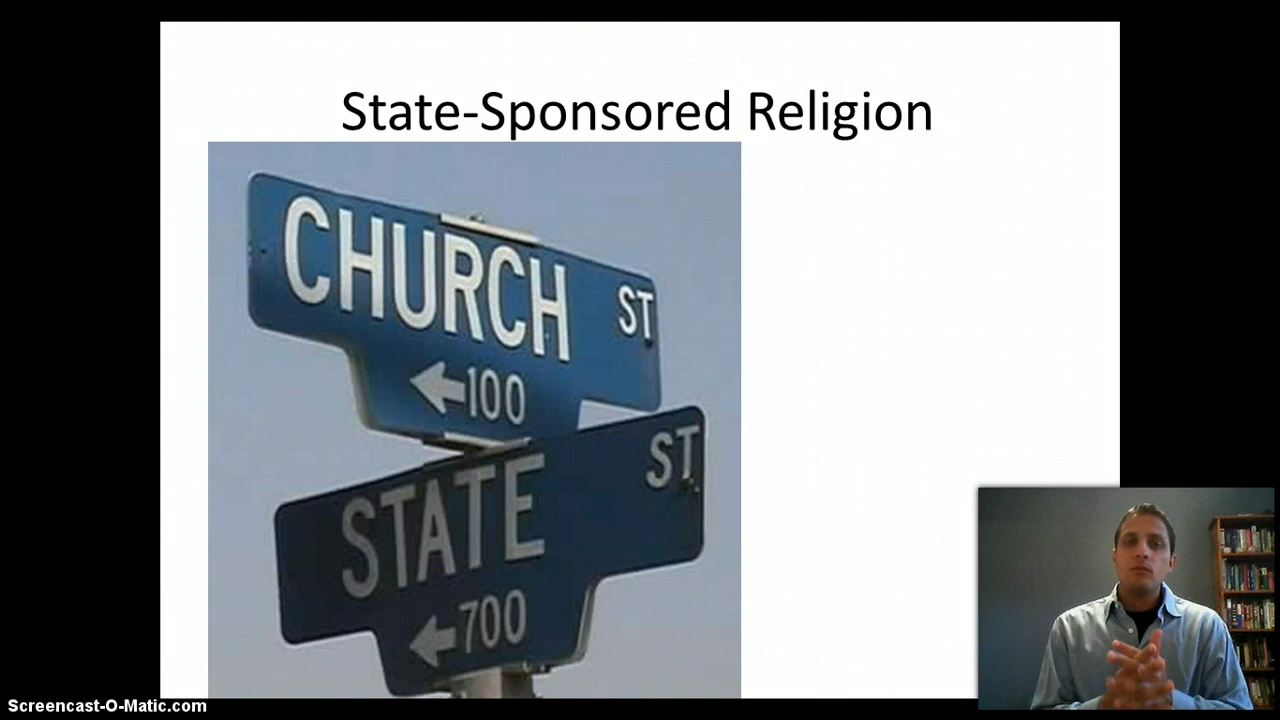 State-Sponsored Religion
CHURCH ST
←100
STATE ST
←700
Screencast-O-Matic.com